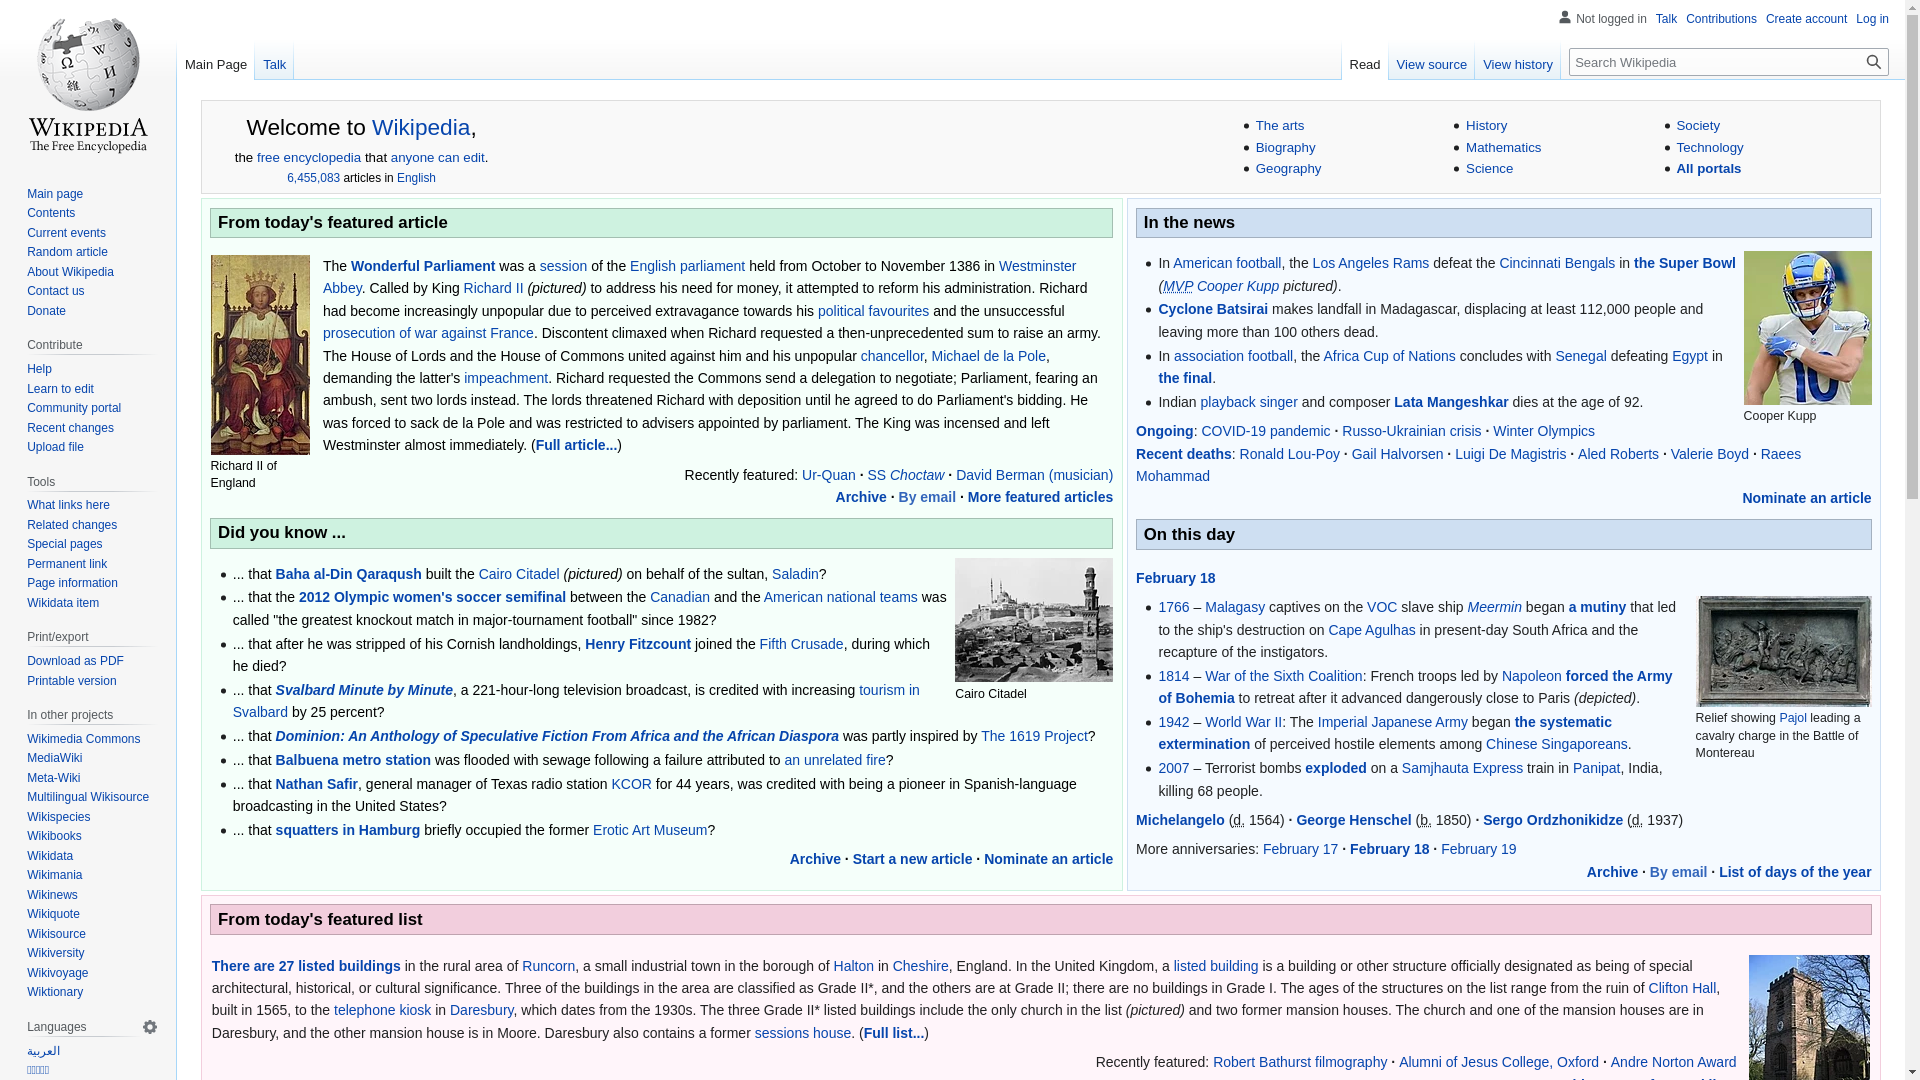 Not logged in Talk Contributions Create account Log in
Main Page Talk
Read View source View history Search Wikipedia
WIKIPEDIA
The Free Encyclopedia
Main page
Contents
Current events
Random article
About Wikipedia
Contact us
Donate
Contribute
Help
Learn to edit
Community portal
Recent changes
Upload file
Tools
What links here
Related changes
Special pages
Permanent link
Page information
Wikidata item
Print/export
Download as PDF
Printable version
In other projects
Wikimedia Commons
MediaWiki
Meta-Wiki
Multilingual Wikisource
Wikispecies
Wikibooks
Wikidata
Wikimania
Wikinews
Wikiquote
Wikisource
Wikiversity
Wikivoyage
Wiktionary
Languages
العربية
Welcome to Wikipedia,
the free encyclopedia that anyone can edit.
6,455,083 articles in English
The arts
Biography
Geography
History
Mathematics
Science
Society
Technology
All portals
From today's featured article
Richard II of
England
The Wonderful Parliament was a session of the English parliament held from October to November 1386 in Westminster
Abbey. Called by King Richard II (pictured) to address his need for money, it attempted to reform his administration. Richard
had become increasingly unpopular due to perceived extravagance towards his political favourites and the unsuccessful
prosecution of war against France. Discontent climaxed when Richard requested a then-unprecedented sum to raise an army.
The House of Lords and the House of Commons united against him and his unpopular chancellor, Michael de la Pole,
demanding the latter's impeachment. Richard requested the Commons send a delegation to negotiate; Parliament, fearing an
ambush, sent two lords instead. The lords threatened Richard with deposition until he agreed to do Parliament's bidding. He
was forced to sack de la Pole and was restricted to advisers appointed by parliament. The King was incensed and left
Westminster almost immediately. (Full article...)
Recently featured: Ur-Quan · SS Choctaw · David Berman (musician)
Archive · By email · More featured articles
Did you know ...
Cairo Citadel
... that Baha al-Din Qaraqush built the Cairo Citadel (pictured) on behalf of the sultan, Saladin?
... that the 2012 Olympic women's soccer semifinal between the Canadian and the American national teams was
called "the greatest knockout match in major-tournament football" since 1982?
... that after he was stripped of his Cornish landholdings, Henry Fitzcount joined the Fifth Crusade, during which
he died?
... that Svalbard Minute by Minute, a 221-hour-long television broadcast, is credited with increasing tourism in
Svalbard by 25 percent?
... that Dominion: An Anthology of Speculative Fiction From Africa and the African Diaspora was partly inspired by The 1619 Project?
... that Balbuena metro station was flooded with sewage following a failure attributed to an unrelated fire?
... that Nathan Safir, general manager of Texas radio station KCOR for 44 years, was credited with being a pioneer in Spanish-language
broadcasting in the United States?
... that squatters in Hamburg briefly occupied the former Erotic Art Museum?
Archive · Start a new article · Nominate an article
In the news
Cooper Kupp
In American football, the Los Angeles Rams defeat the Cincinnati Bengals in the Super Bowl
(MVP Cooper Kupp pictured).
Cyclone Batsirai makes landfall in Madagascar, displacing at least 112,000 people and
leaving more than 100 others dead.
In association football, the Africa Cup of Nations concludes with Senegal defeating Egypt in
the final.
Indian playback singer and composer Lata Mangeshkar dies at the age of 92.
Ongoing: COVID-19 pandemic · Russo-Ukrainian crisis · Winter Olympics
Recent deaths: Ronald Lou-Poy · Gail Halvorsen · Luigi De Magistris · Aled Roberts · Valerie Boyd · Raees
Mohammad
Nominate an article
On this day
February 18
Relief showing Pajol leading a
cavalry charge in the Battle of
Montereau
1766 – Malagasy captives on the VOC slave ship Meermin began a mutiny that led
to the ship's destruction on Cape Agulhas in present-day South Africa and the
recapture of the instigators.
1814 – War of the Sixth Coalition: French troops led by Napoleon forced the Army
of Bohemia to retreat after it advanced dangerously close to Paris (depicted).
1942 – World War II: The Imperial Japanese Army began the systematic
extermination of perceived hostile elements among Chinese Singaporeans.
2007 – Terrorist bombs exploded on a Samjhauta Express train in Panipat, India,
killing 68 people.
Michelangelo (d. 1564) · George Henschel (b. 1850) · Sergo Ordzhonikidze (d. 1937)
More anniversaries: February 17 · February 18 · February 19
Archive · By email · List of days of the year
From today's featured list
There are 27 listed buildings in the rural area of Runcorn, a small industrial town in the borough of Halton in Cheshire, England. In the United Kingdom, a listed building is a building or other structure officially designated as being of special
architectural, historical, or cultural significance. Three of the buildings in the area are classified as Grade II*, and the others are at Grade II; there are no buildings in Grade I. The ages of the structures on the list range from the ruin of Clifton Hall,
built in 1565, to the telephone kiosk in Daresbury, which dates from the 1930s. The three Grade II* listed buildings include the only church in the list (pictured) and two former mansion houses. The church and one of the mansion houses are in
Daresbury, and the other mansion house is in Moore. Daresbury also contains a former sessions house. (Full list...)
Recently featured: Robert Bathurst filmography · Alumni of Jesus College, Oxford · Andre Norton Award